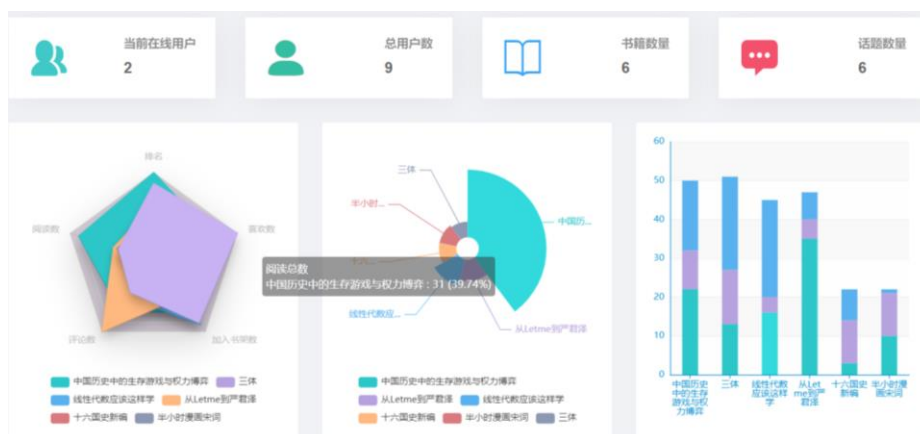 当前在线用户
2
总用户数
9
书籍数量
6
话题数量
6
排名
阅读数
喜欢数
评论数
加入书架数
中国历史中的生存游戏与权力博弈
三体
线性代数应该这样学
从Letme到严君泽
十六国史新编
半小时漫画宋词
三体
半小时...
中国历...
线性代数应...
从Letme到严君泽
阅读总数
中国历史中的生存游戏与权力博弈 : 31 (39.74%)
中国历史中的生存游戏与权力博弈
从Letme到严君泽
线性代数应该这样学
十六国史新编
半小时漫画宋词
三体
60
50
40
30
20
10
0
中国历史
中的生存
游戏与权
力博弈
三体
线性代数
应该这样
学
从Let
me到严
君泽
十六国史
新编
半小时漫
画宋词